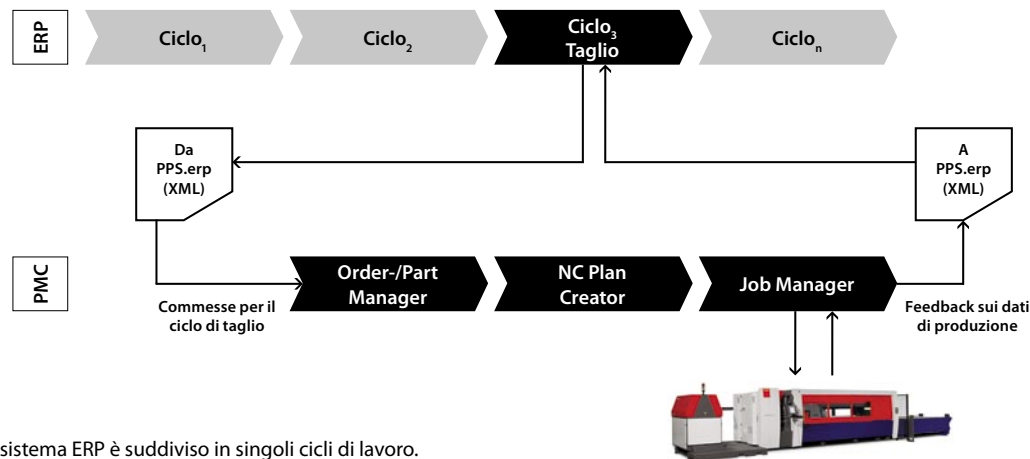 ERP
Ciclo1
Ciclo2
Ciclo3
Taglio
Ciclon
Da
PPS.erp
(XML)
A
PPS.erp
(XML)
PMC
Order-/Part
Manager
NC Plan
Creator
Job Manager
Commesse per il
ciclo di taglio
Feedback sui dati
di produzione
sistema ERP è suddiviso in singoli cicli di lavoro.